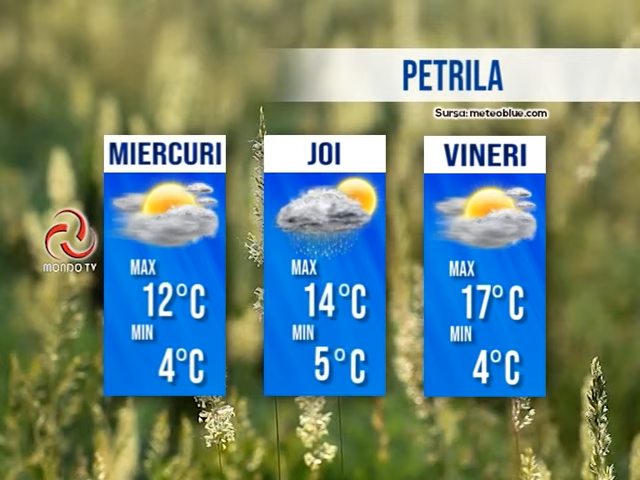 PETRILA
Sursa: meteoblue.com
MIERCURI
MAX
12°C
MIN
4°C
JOI
MAX
14°C
MIN
5°C
VINERI
MAX
17°C
MIN
4°C
MONDO TV